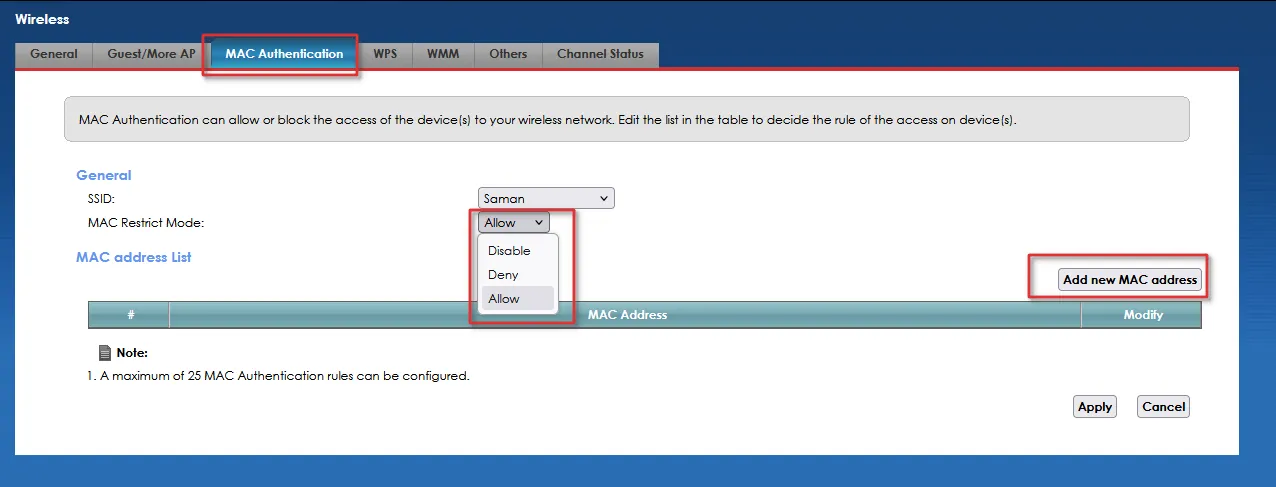 Wireless
General Guest/More AP MAC Authentication WPS WMM Others Channel Status
MAC Authentication can allow or block the access of the device(s) to your wireless network. Edit the list in the table to decide the rule of the access on device(s).
General
SSID: Saman
MAC Restrict Mode: Allow
Disable
Deny
Allow
MAC address List
Add new MAC address
# MAC Address Modify
Note:
1. A maximum of 25 MAC Authentication rules can be configured.
Apply Cancel